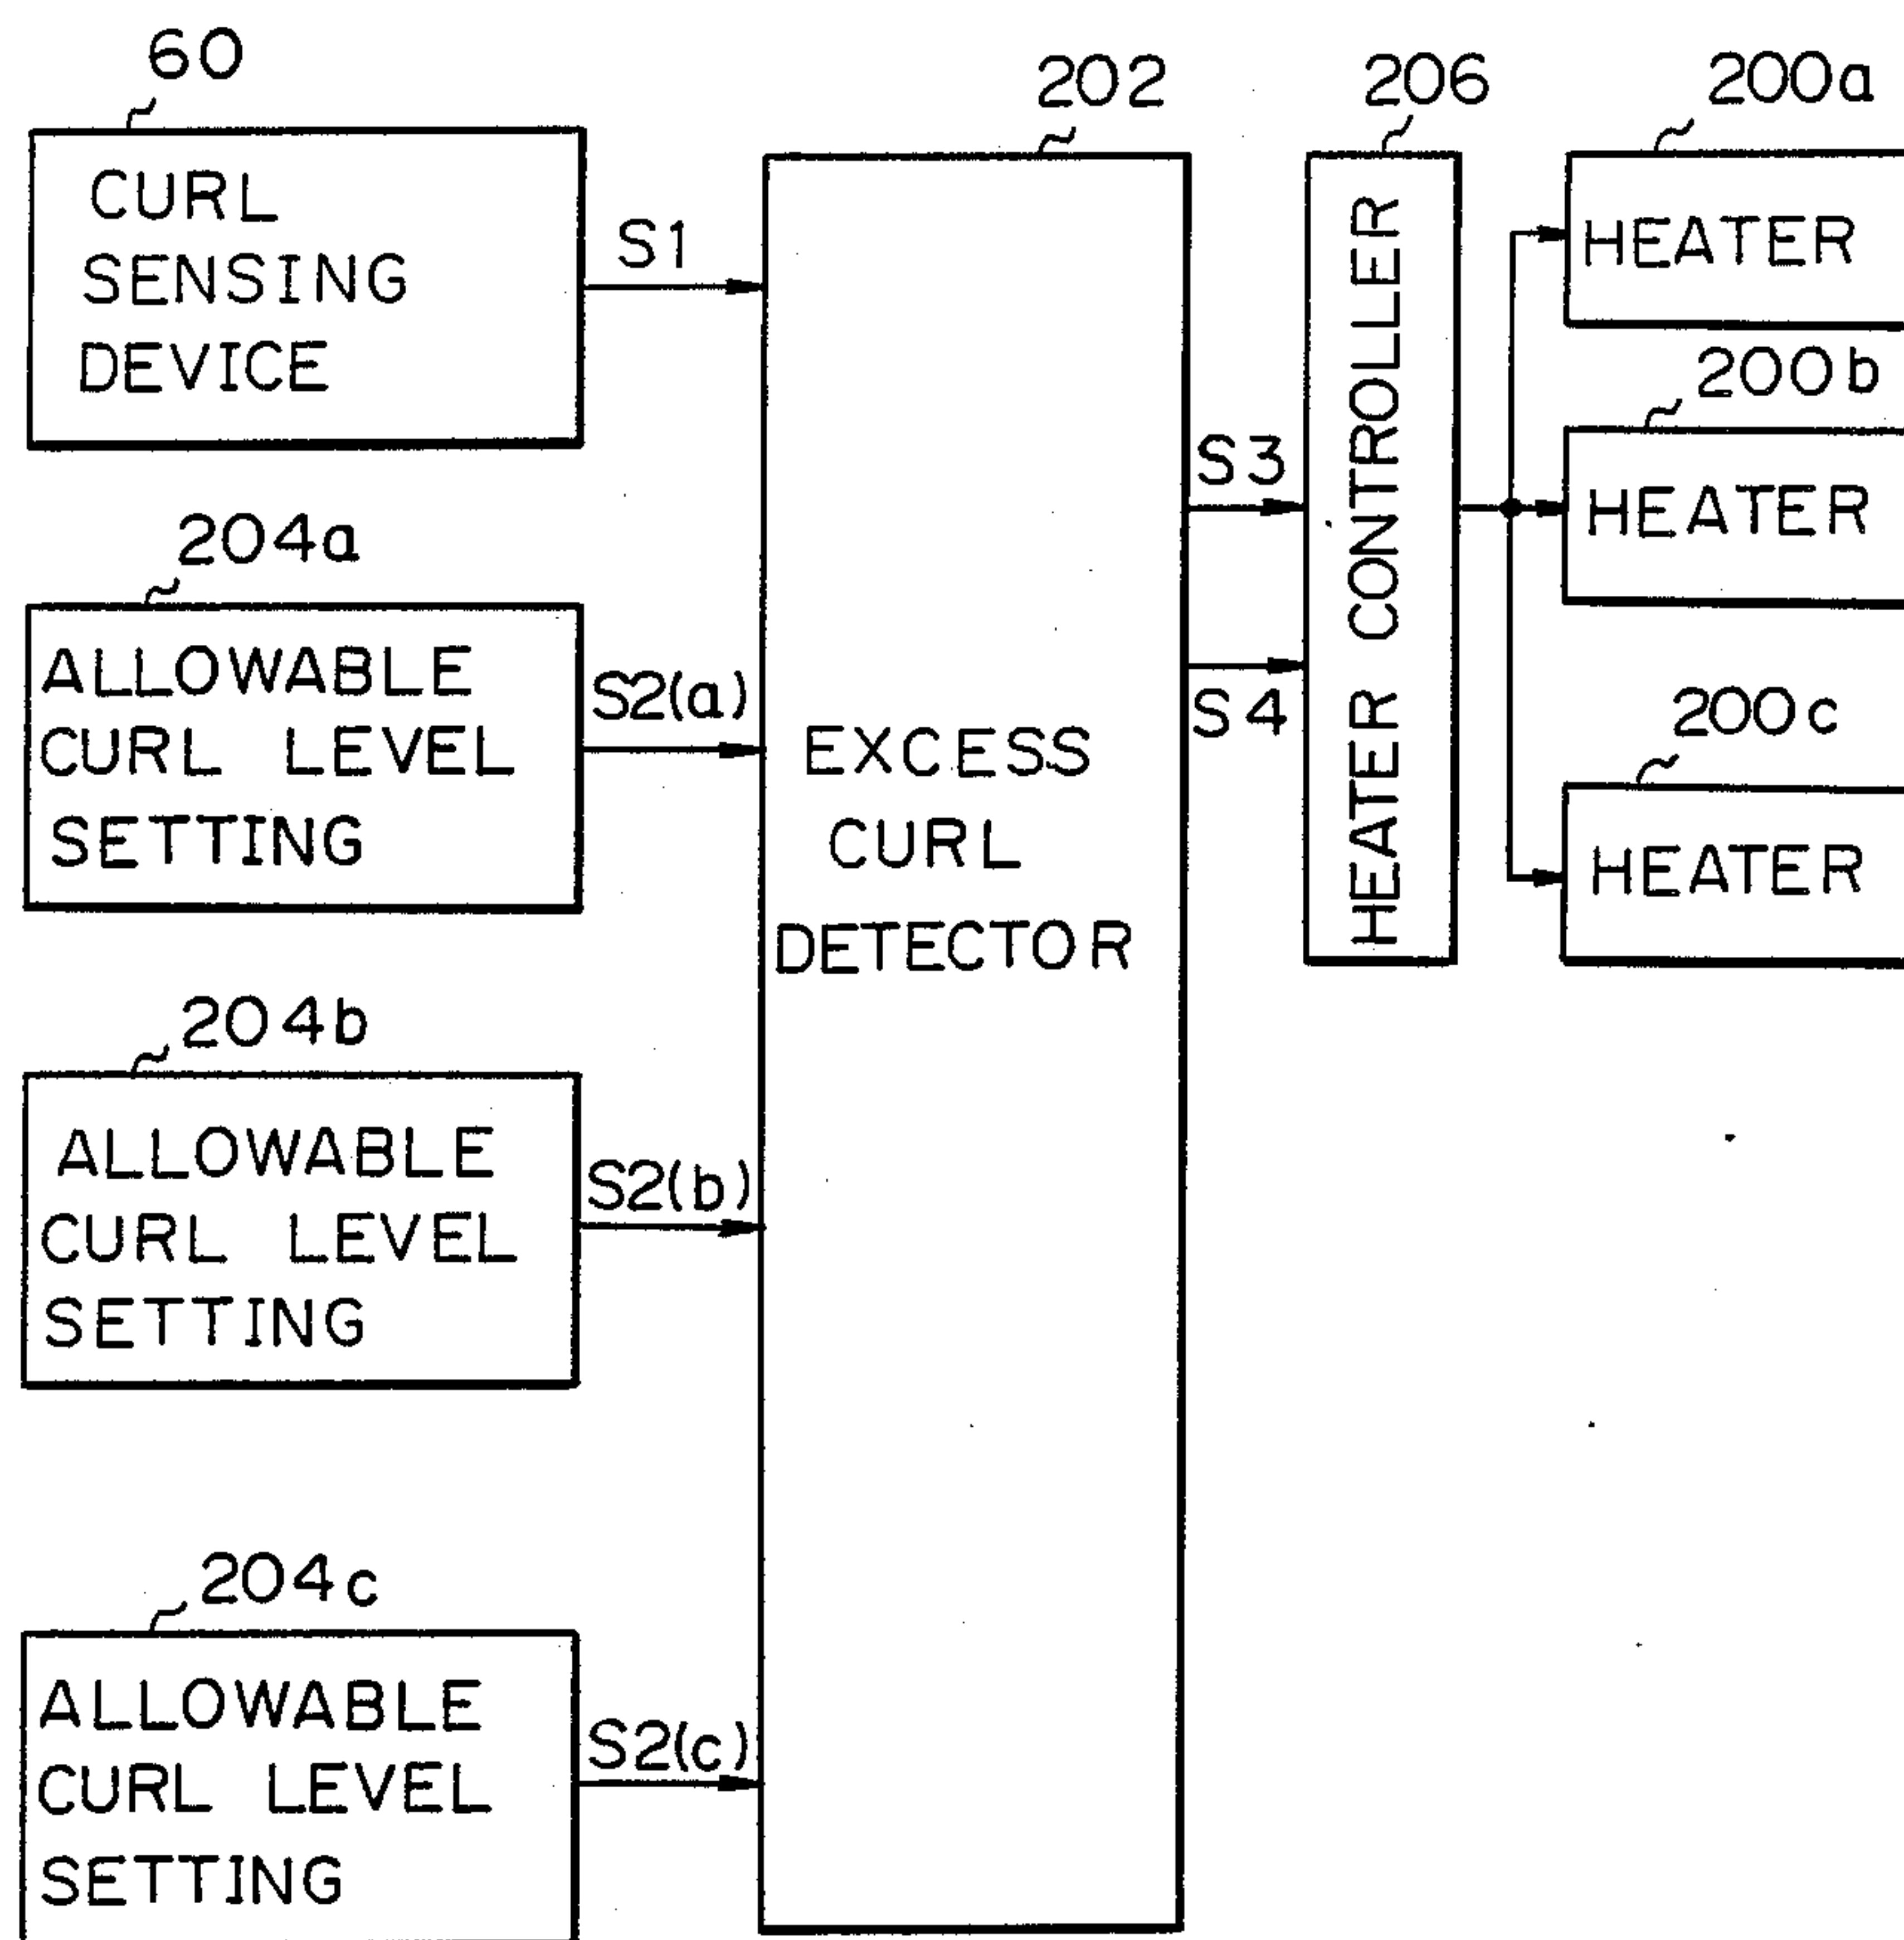 60
CURL
SENSING
DEVICE
S1
204a
ALLOWABLE
CURL LEVEL
SETTING
S2(a)
204b
ALLOWABLE
CURL LEVEL
SETTING
S2(b)
204c
ALLOWABLE
CURL LEVEL
SETTING
S2(c)
202
EXCESS
CURL
DETECTOR
S3
S4
206
HEATER CONTROLLER
200a
HEATER
200b
HEATER
200c
HEATER